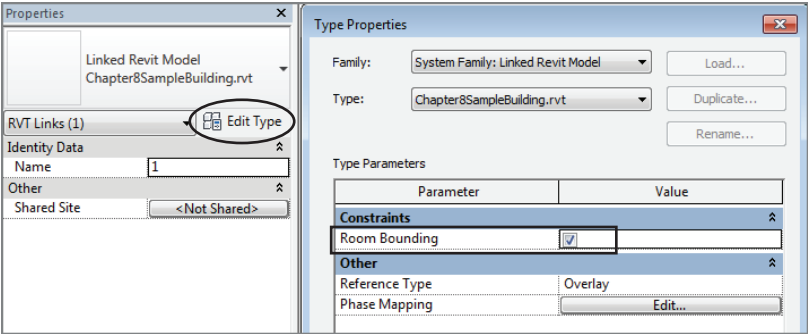 Properties
Linked Revit Model
Chapter8SampleBuilding.rvt
RVT Links (1)
Edit Type
Identity Data
Name 1
Other
Shared Site <Not Shared>
Type Properties
Family: System Family: Linked Revit Model Load...
Type: Chapter8SampleBuilding.rvt Duplicate...
Rename...
Type Parameters
Parameter Value
Constraints
Room Bounding
Other
Reference Type Overlay
Phase Mapping Edit...